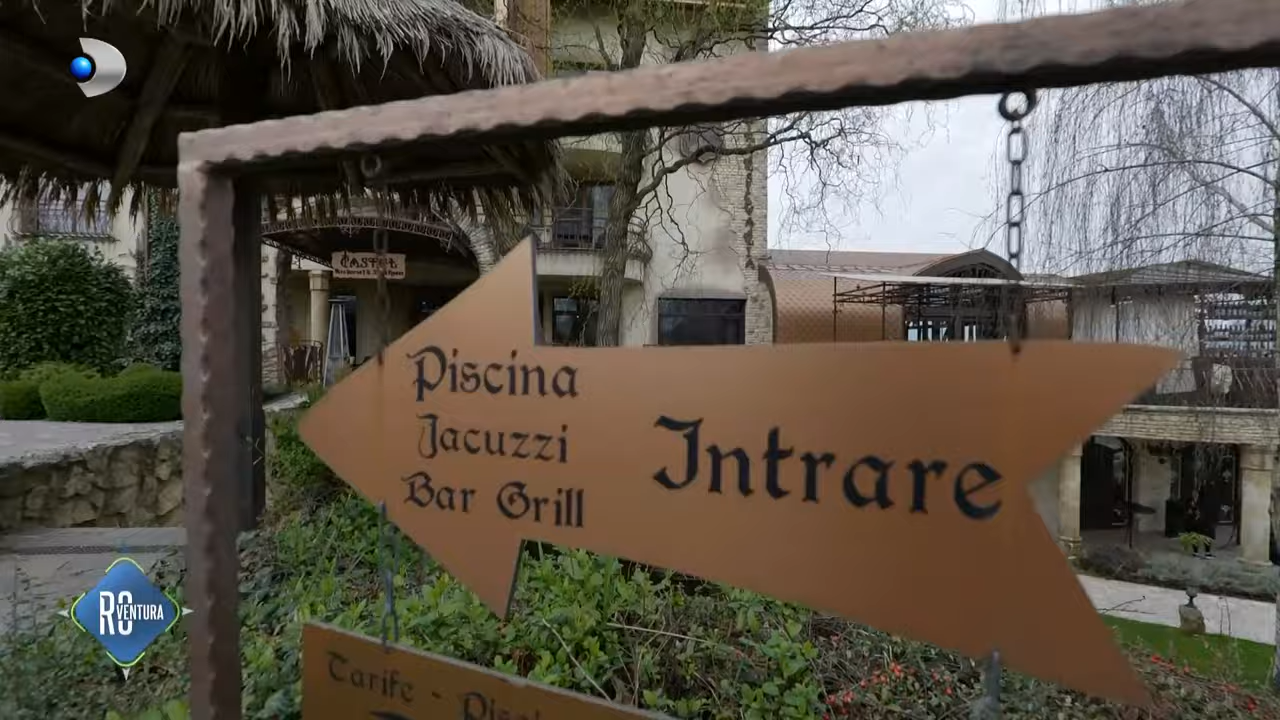 CASTEL
Piscina
Jacuzzi
Bar Grill
Intrare
Tarife -
RO
VENTURA